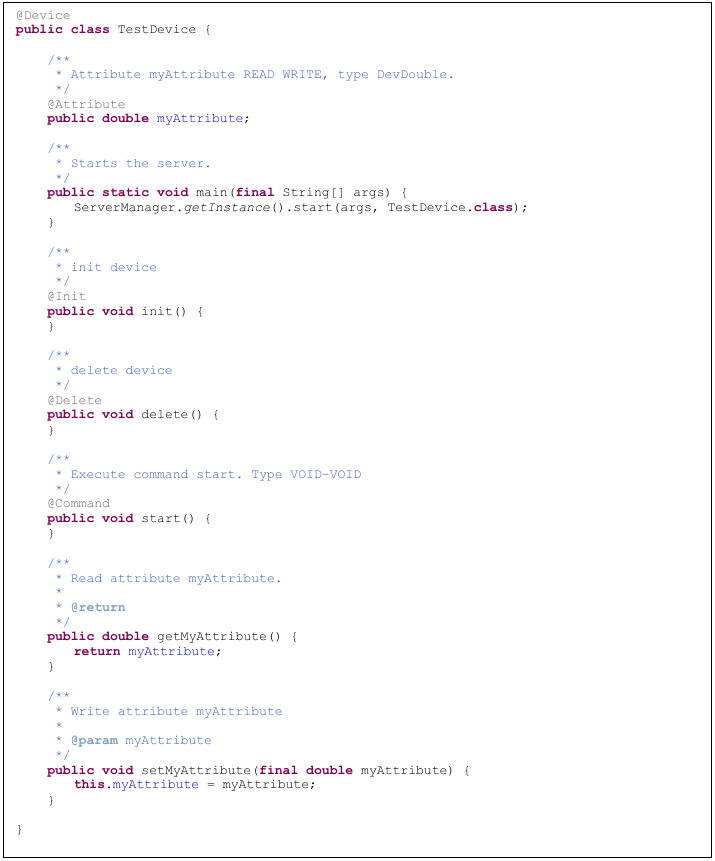 @Device
public class TestDevice {
/**
* Attribute myAttribute READ WRITE, type DevDouble.
*/
@Attribute
public double myAttribute;
/**
* Starts the server.
*/
public static void main(final String[] args) {
ServerManager.getInstance().start(args, TestDevice.class);
}
/**
* init device
*/
@Init
public void init() {
}
/**
* delete device
*/
@Delete
public void delete() {
}
/**
* Execute command start. Type VOID-VOID
*/
@Command
public void start() {
}
/**
* Read attribute myAttribute.
*
* @return
*/
public double getMyAttribute() {
return myAttribute;
}
/**
* Write attribute myAttribute
*
* @param myAttribute
*/
public void setMyAttribute(final double myAttribute) {
this.myAttribute = myAttribute;
}
}